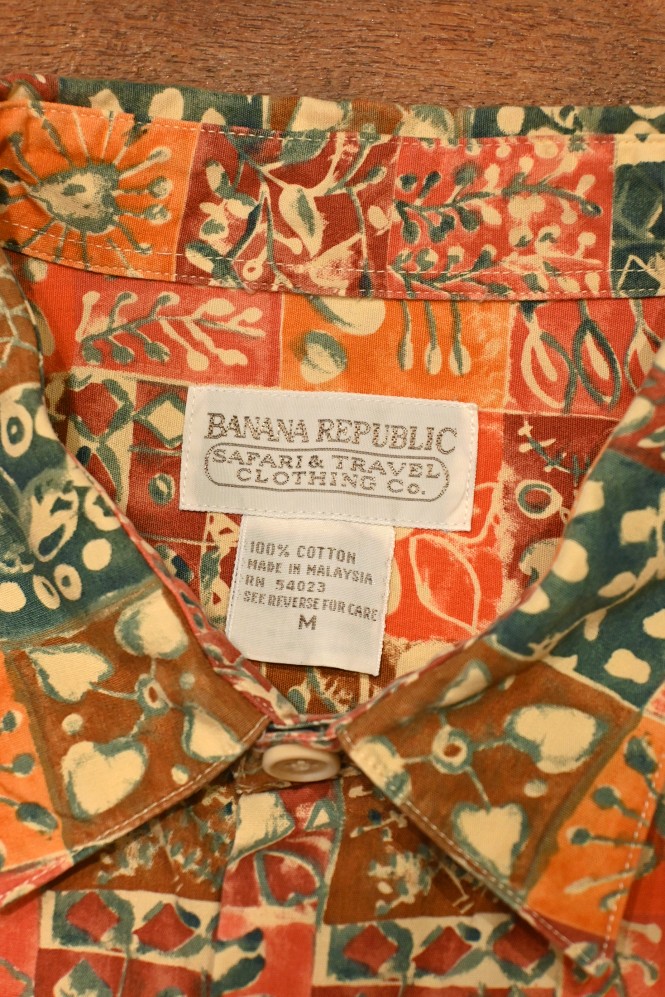 BANANA REPUBLIC
SAFARI & TRAVEL
CLOTHING Co.
100% COTTON
MADE IN MALAYSIA
RN 54023
SEE REVERSE FOR CARE
M